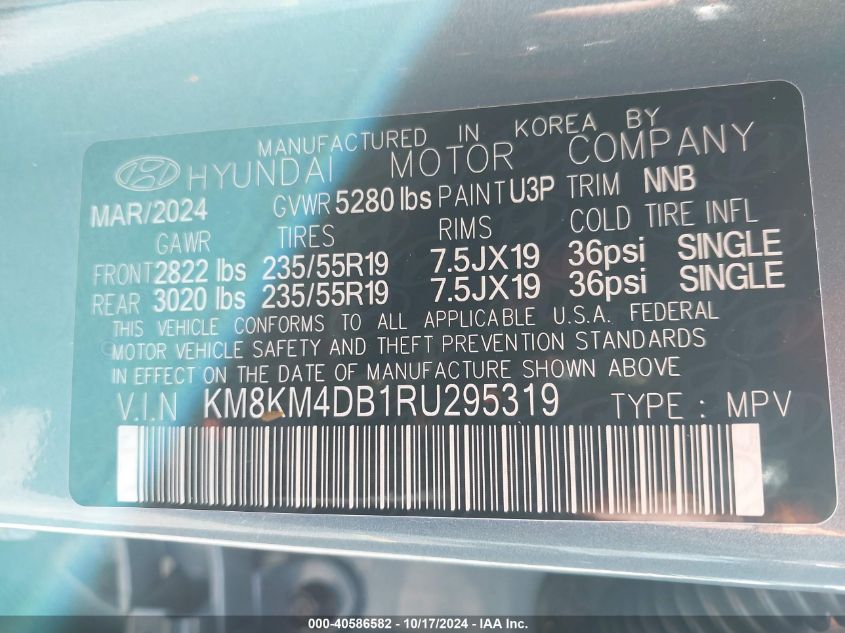 MANUFACTURED IN KOREA BY
HYUNDAI MOTOR COMPANY
MAR/2024 GVWR 5280 lbs PAINT U3P TRIM NNB
GAWR TIRES RIMS COLD TIRE INFL
FRONT 2822 lbs 235/55R19 7.5JX19 36psi SINGLE
REAR 3020 lbs 235/55R19 7.5JX19 36psi SINGLE
THIS VEHICLE CONFORMS TO ALL APPLICABLE U.S.A. FEDERAL
MOTOR VEHICLE SAFETY AND THEFT PREVENTION STANDARDS
IN EFFECT ON THE DATE OF MANUFACTURE SHOWN ABOVE
V.I.N KM8KM4DB1RU295319 TYPE : MPV
000-40586582 - 10/17/2024 - IAA Inc.